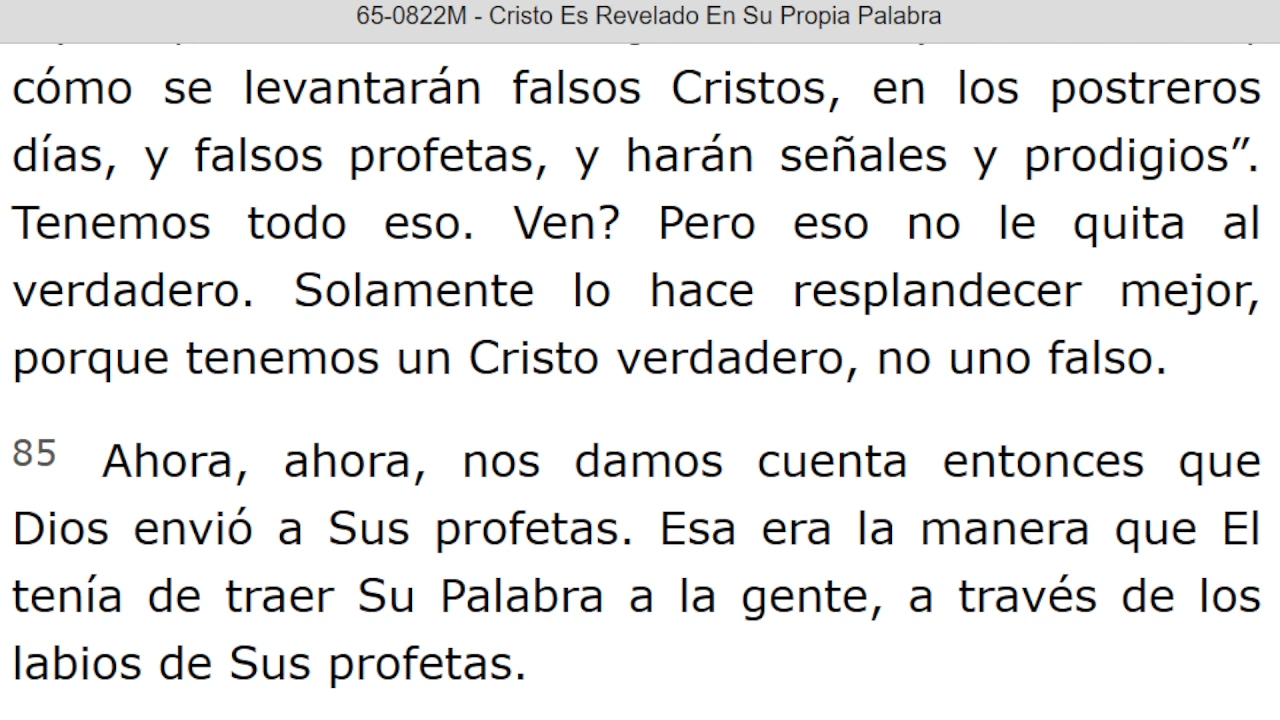 65-0822M - Cristo Es Revelado En Su Propia Palabra
cómo se levantarán falsos Cristos, en los postreros
días, y falsos profetas, y harán señales y prodigios”.
Tenemos todo eso. Ven? Pero eso no le quita al
verdadero. Solamente lo hace resplandecer mejor,
porque tenemos un Cristo verdadero, no uno falso.
85 Ahora, ahora, nos damos cuenta entonces que
Dios envió a Sus profetas. Esa era la manera que El
tenía de traer Su Palabra a la gente, a través de los
labios de Sus profetas.